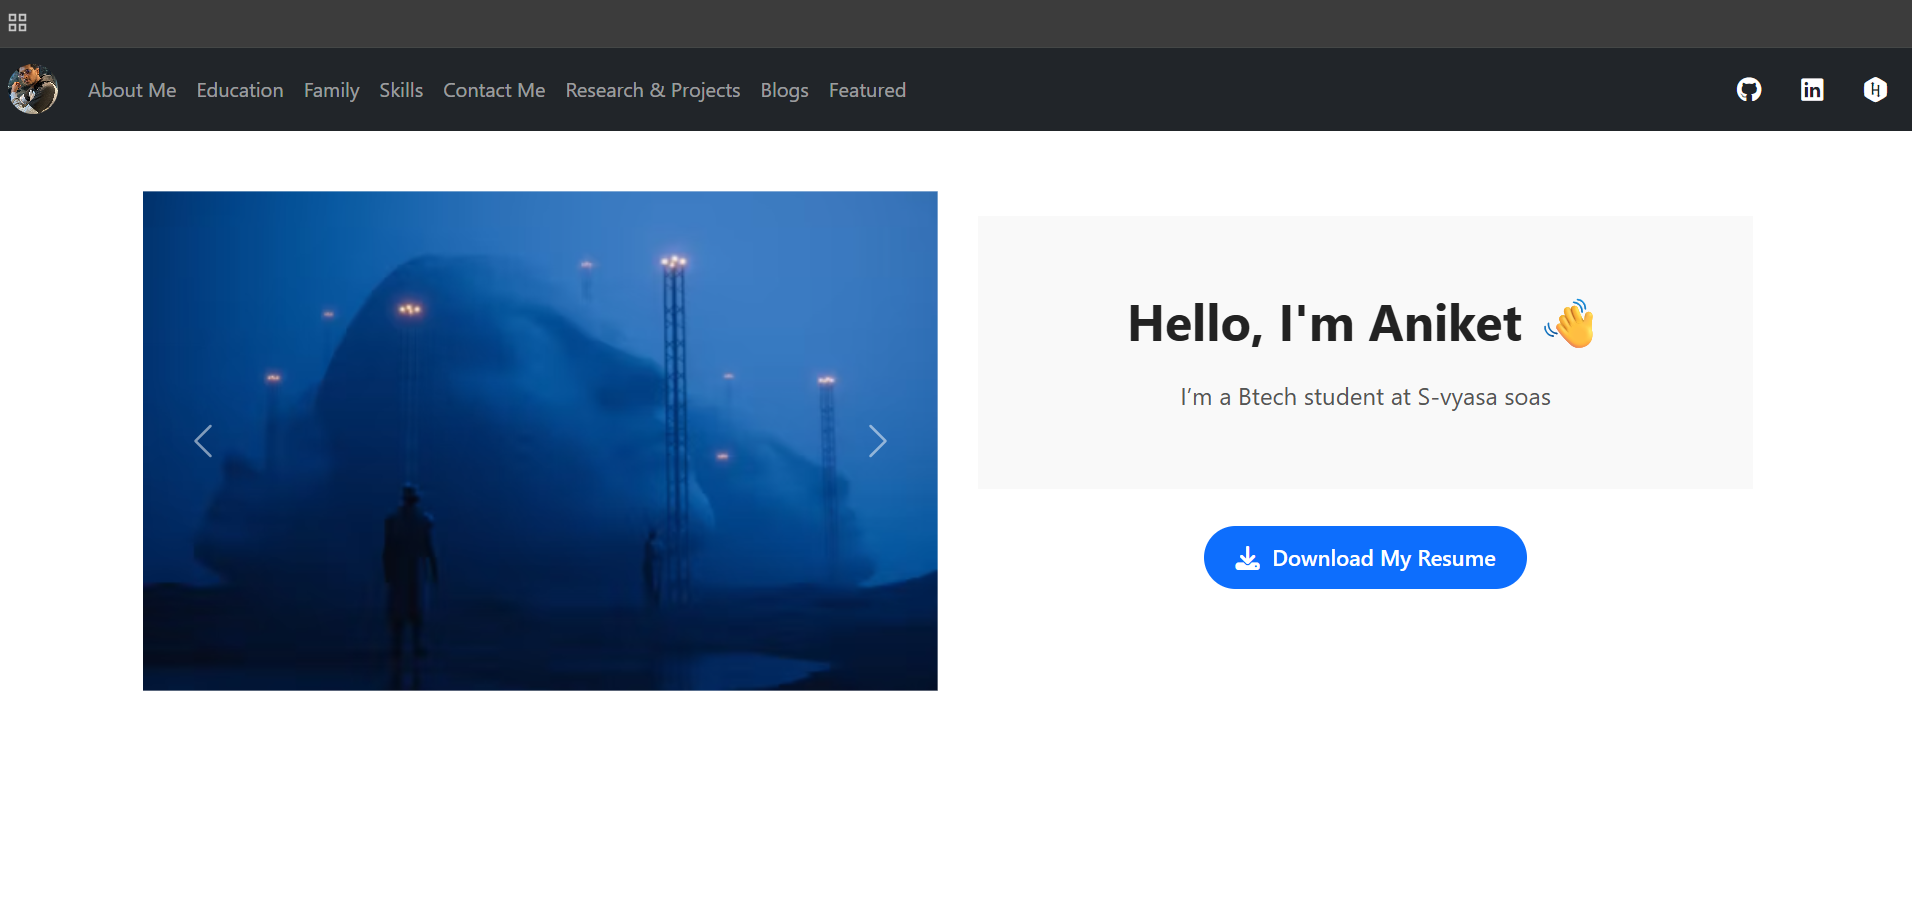 About Me Education Family Skills Contact Me Research & Projects Blogs Featured
Hello, I'm Aniket 👋
I’m a Btech student at S-vyasa soas
Download My Resume